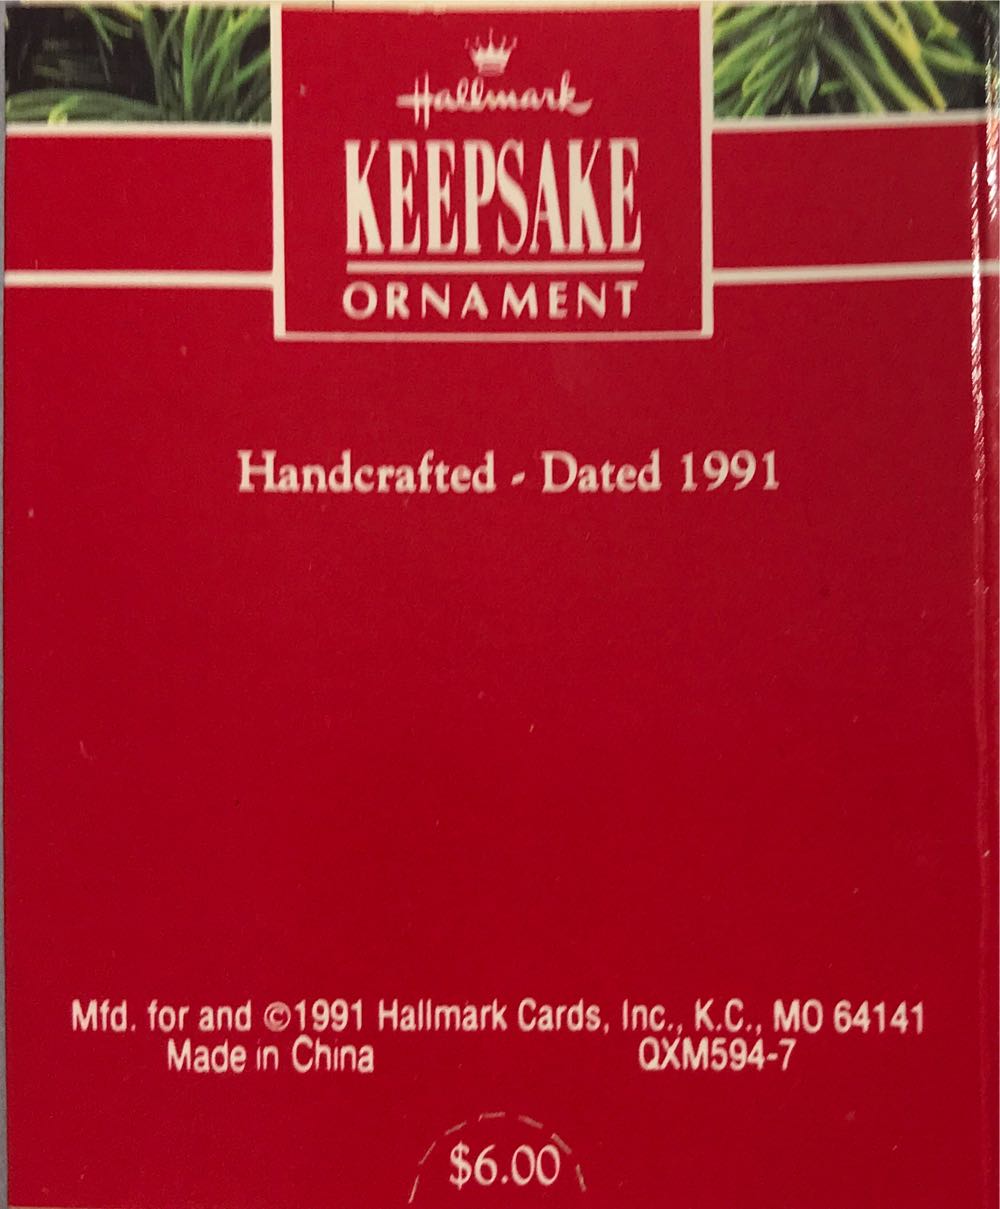 Hallmark
KEEPSAKE
ORNAMENT
Handcrafted - Dated 1991
Mfd. for and ©1991 Hallmark Cards, Inc., K.C., MO 64141
Made in China QXM594-7
$6.00